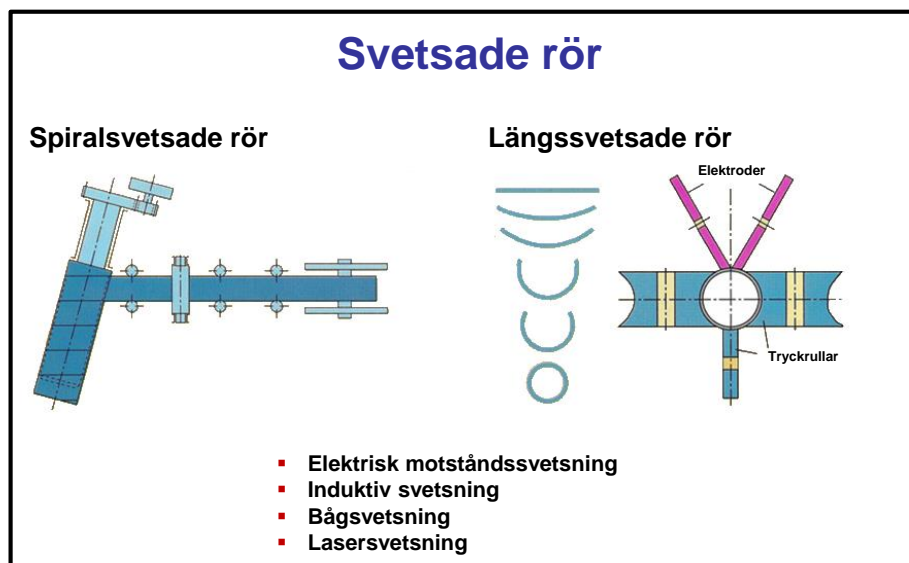 Svetsade rör
Spiralsvetsade rör
Längssvetsade rör
Elektroder
Tryckrullar
▪ Elektrisk motståndssvetsning
▪ Induktiv svetsning
▪ Bågsvetsning
▪ Lasersvetsning